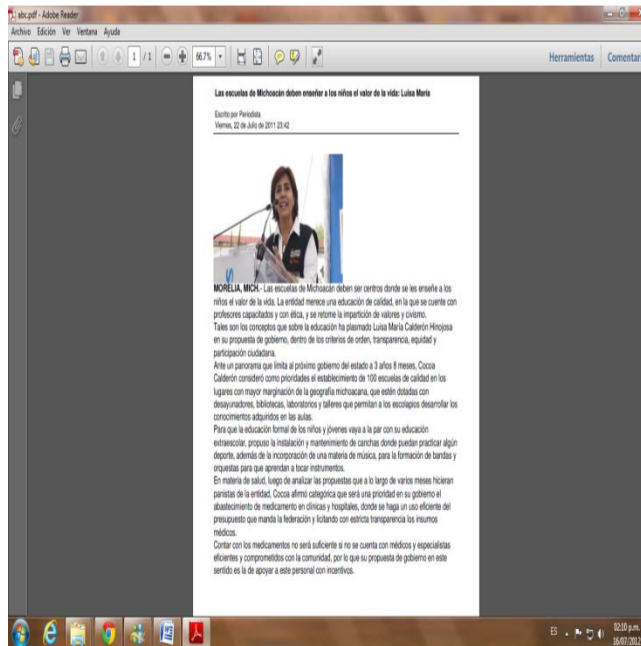 abc.pdf - Adobe Reader
Archivo Edición Ver Ventana Ayuda
1 / 1 66.7% Herramientas Comentar
Las escuelas de Michoacán deben enseñar a los niños el valor de la vida: Luisa María
Escrito por Periodista
Viernes, 22 de Julio de 2011 23:42
MORELIA, MICH.- Las escuelas de Michoacán deben ser centros donde se les enseñe a los
niños el valor de la vida. La entidad merece una educación de calidad, en la que se cuente con
profesores capacitados y con ética, y se retome la impartición de valores y civismo.
Tales son los conceptos que sobre la educación ha plasmado Luisa María Calderón Hinojosa
en su propuesta de gobierno, dentro de los criterios de orden, transparencia, equidad y
participación ciudadana.
Ante un panorama que limita al próximo gobierno del estado a 3 años 8 meses, Cocoa
Calderón consideró como prioridades el establecimiento de 100 escuelas de calidad en los
lugares con mayor marginación de la geografía michoacana, que estén dotadas con
desayunadores, bibliotecas, laboratorios y talleres que permitan a los escolapios desarrollar los
conocimientos adquiridos en las aulas.
Para que la educación formal de los niños y jóvenes vaya a la par con su educación
extraescolar, propuso la instalación y mantenimiento de canchas donde puedan practicar algún
deporte, además de la incorporación de una materia de música, para la formación de bandas y
orquestas para que aprendan a tocar instrumentos.
En materia de salud, luego de analizar las propuestas que a lo largo de varios meses hicieran
panistas de la entidad, Cocoa afirmó categórica que será una prioridad en su gobierno el
abastecimiento de medicamento en clínicas y hospitales, donde se haga un uso eficiente del
presupuesto que manda la federación y licitando con estricta transparencia los insumos
médicos.
Contar con los medicamentos no será suficiente si no se cuenta con médicos y especialistas
eficientes y comprometidos con la comunidad, por lo que su propuesta de gobierno en este
sentido es la de apoyar a este personal con incentivos.
ES 02:10 p.m.
16/07/2012